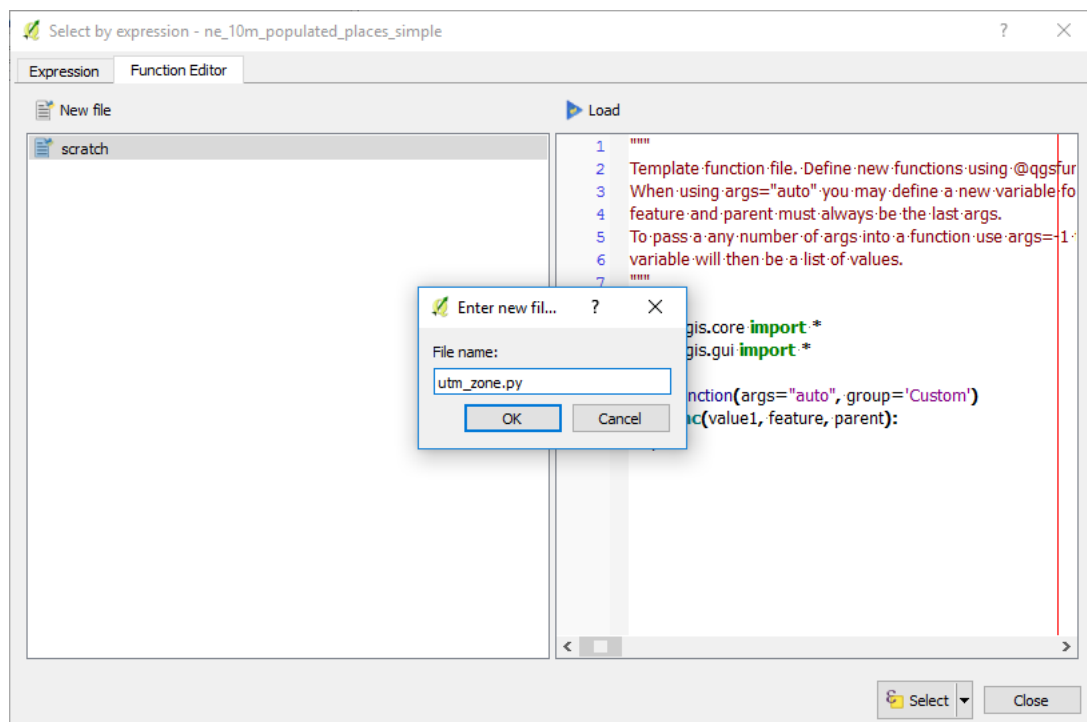 Select by expression - ne_10m_populated_places_simple
Expression
Function Editor
New file
Load
scratch
1 """
2 Template·function·file.·Define·new·functions·using·@qgsfur
3 When·using·args="auto"·you·may·define·a·new·variable·fo
4 feature·and·parent·must·always·be·the·last·args.
5 To·pass·a·any·number·of·args·into·a·function·use·args=-1·
6 variable·will·then·be·a·list·of·values.
7 """
gis.core·import·*
gis.gui·import·*
nction(args="auto",·group='Custom')
nc(value1,·feature,·parent):
Enter new fil...
?
File name:
utm_zone.py
OK
Cancel
Select
Close